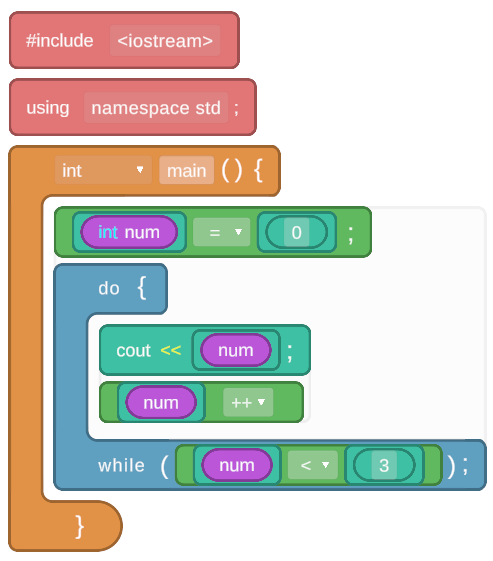 #include <iostream>
using namespace std ;
int main () {
int num = 0 ;
do {
cout << num ;
num ++
while ( num < 3 ) ;
}